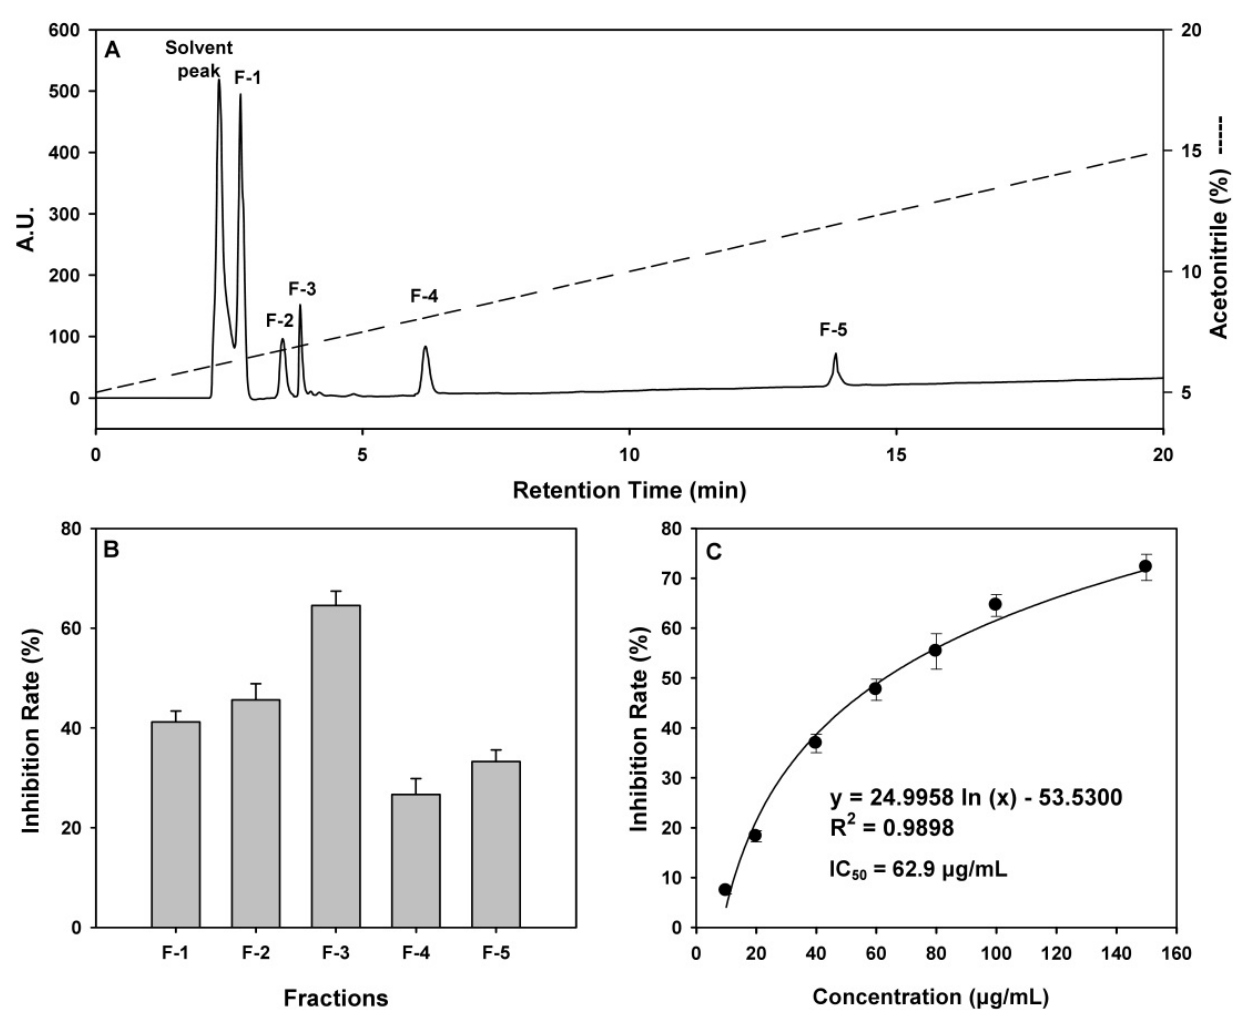 600
500
400
300
200
100
0
A.U.
A
Solvent
peak
F-1
F-2
F-3
F-4
F-5
20
15
10
5
Acetonitrile (%) -----
0 5 10 15 20
Retention Time (min)
80
60
40
20
0
Inhibition Rate (%)
B
F-1 F-2 F-3 F-4 F-5
Fractions
80
70
60
50
40
30
20
10
0
Inhibition Rate (%)
C
y = 24.9958 ln (x) - 53.5300
R² = 0.9898
IC₅₀ = 62.9 µg/mL
0 20 40 60 80 100 120 140 160
Concentration (µg/mL)